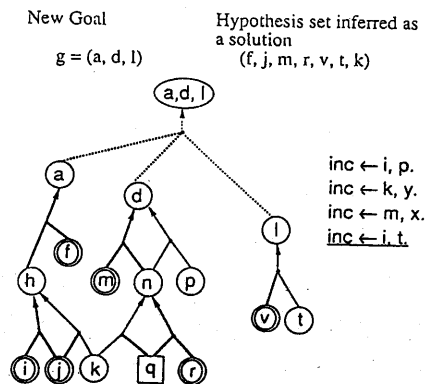 New Goal
Hypothesis set inferred as
a solution
g = (a, d, l)
(f, j, m, r, v, t, k)
a,d, l
a
d
l
inc ← i, p.
inc ← k, y.
inc ← m, x.
inc ← i, t.
f
h
m
n
p
v
t
i
j
k
q
r